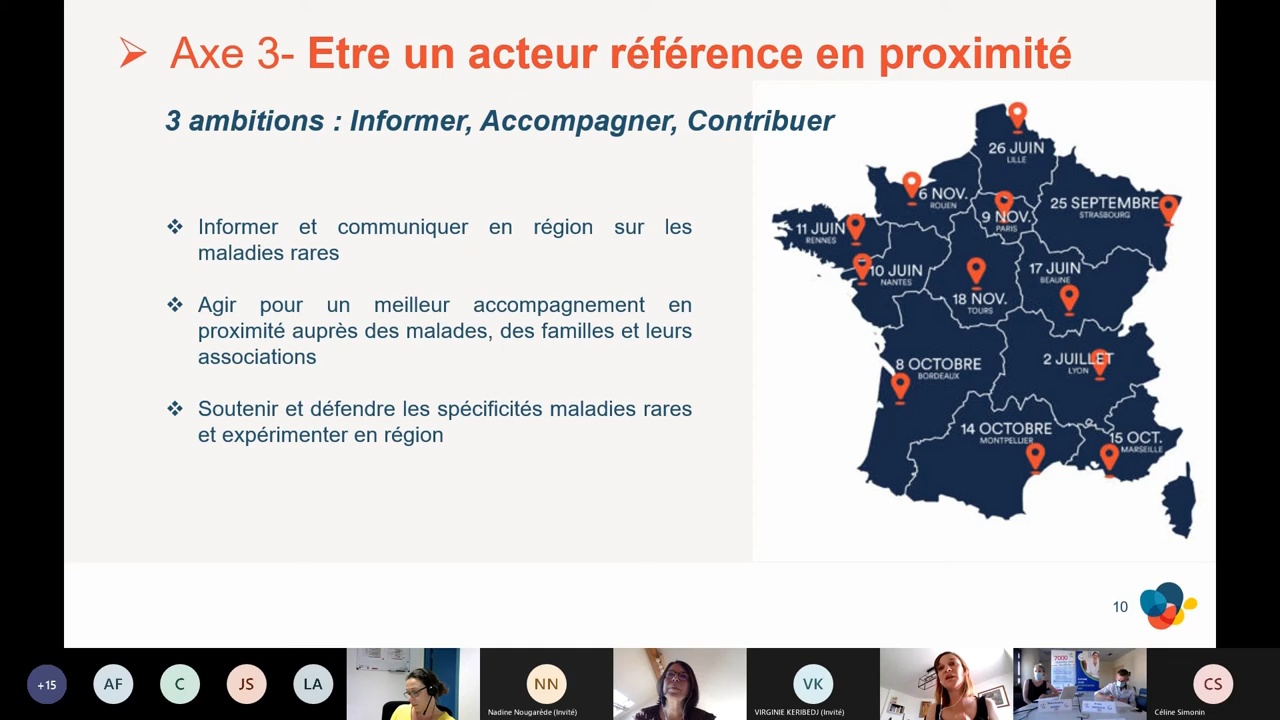 ➢ Axe 3- Etre un acteur référence en proximité
3 ambitions : Informer, Accompagner, Contribuer
❖ Informer et communiquer en région sur les
maladies rares
❖ Agir pour un meilleur accompagnement en
proximité auprès des malades, des familles et leurs
associations
❖ Soutenir et défendre les spécificités maladies rares
et expérimenter en région
26 JUIN
LILLE
6 NOV.
ROUEN
9 NOV.
PARIS
25 SEPTEMBRE
STRASBOURG
11 JUIN
RENNES
10 JUIN
NANTES
18 NOV.
TOURS
17 JUIN
BEAUNE
8 OCTOBRE
BORDEAUX
2 JUILLET
LYON
14 OCTOBRE
MONTPELLIER
15 OCT.
MARSEILLE
10
+15
AF
C
JS
LA
NN
Nadine Nougarède (Invité)
VK
VIRGINIE KERIBEDJ (Invité)
7000
CS
Céline Simonin